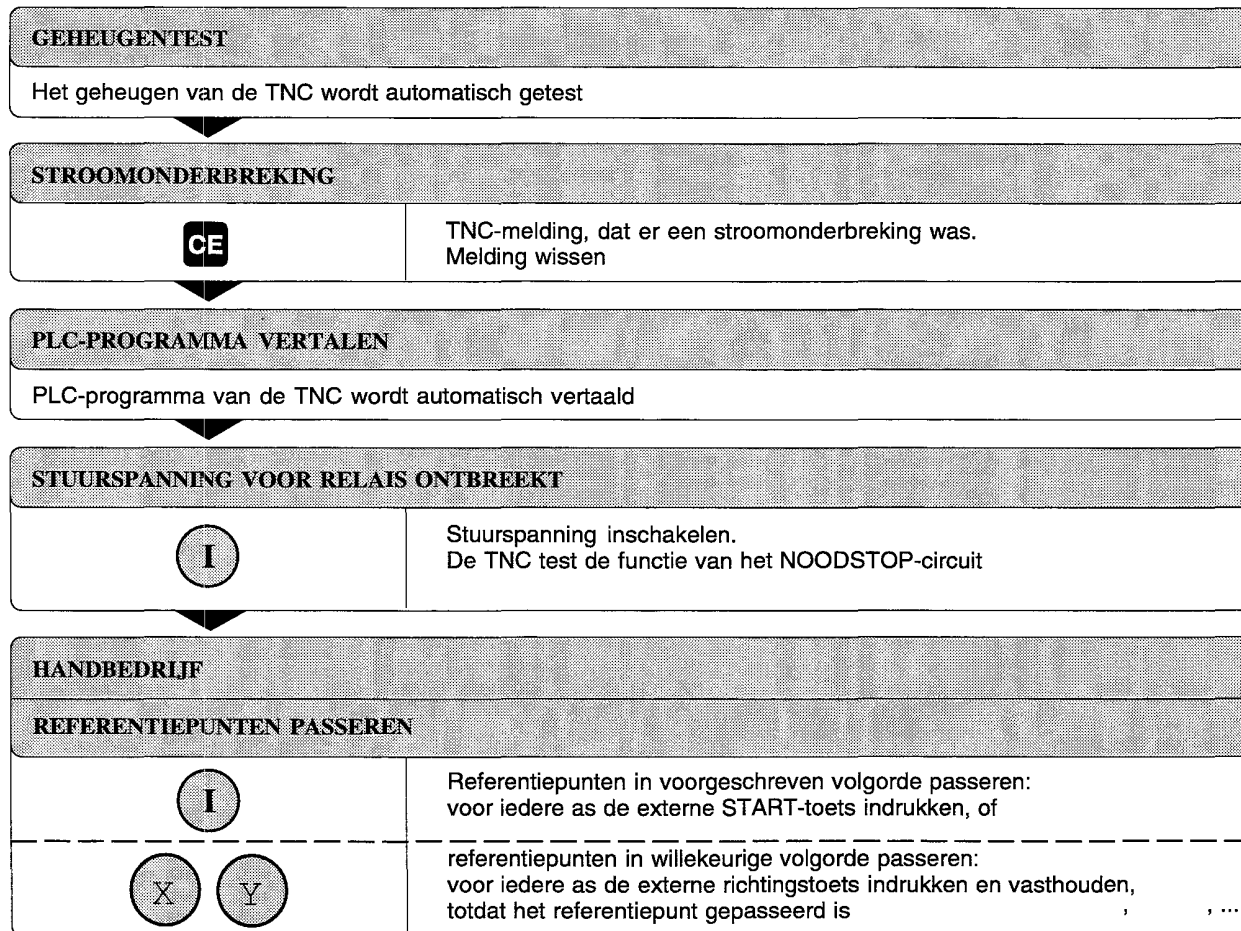 GEHEUGENTEST
Het geheugen van de TNC wordt automatisch getest
STROOMONDERBREKING
CE
TNC-melding, dat er een stroomonderbreking was.
Melding wissen
PLC-PROGRAMMA VERTALEN
PLC-programma van de TNC wordt automatisch vertaald
STUURSPANNING VOOR RELAIS ONTBREEKT
I
Stuurspanning inschakelen.
De TNC test de functie van het NOODSTOP-circuit
HANDBEDRIJF
REFERENTIEPUNTEN PASSEREN
I
Referentiepunten in voorgeschreven volgorde passeren:
voor iedere as de externe START-toets indrukken, of
X Y
referentiepunten in willekeurige volgorde passeren:
voor iedere as de externe richtingstoets indrukken en vasthouden,
totdat het referentiepunt gepasseerd is , , ...